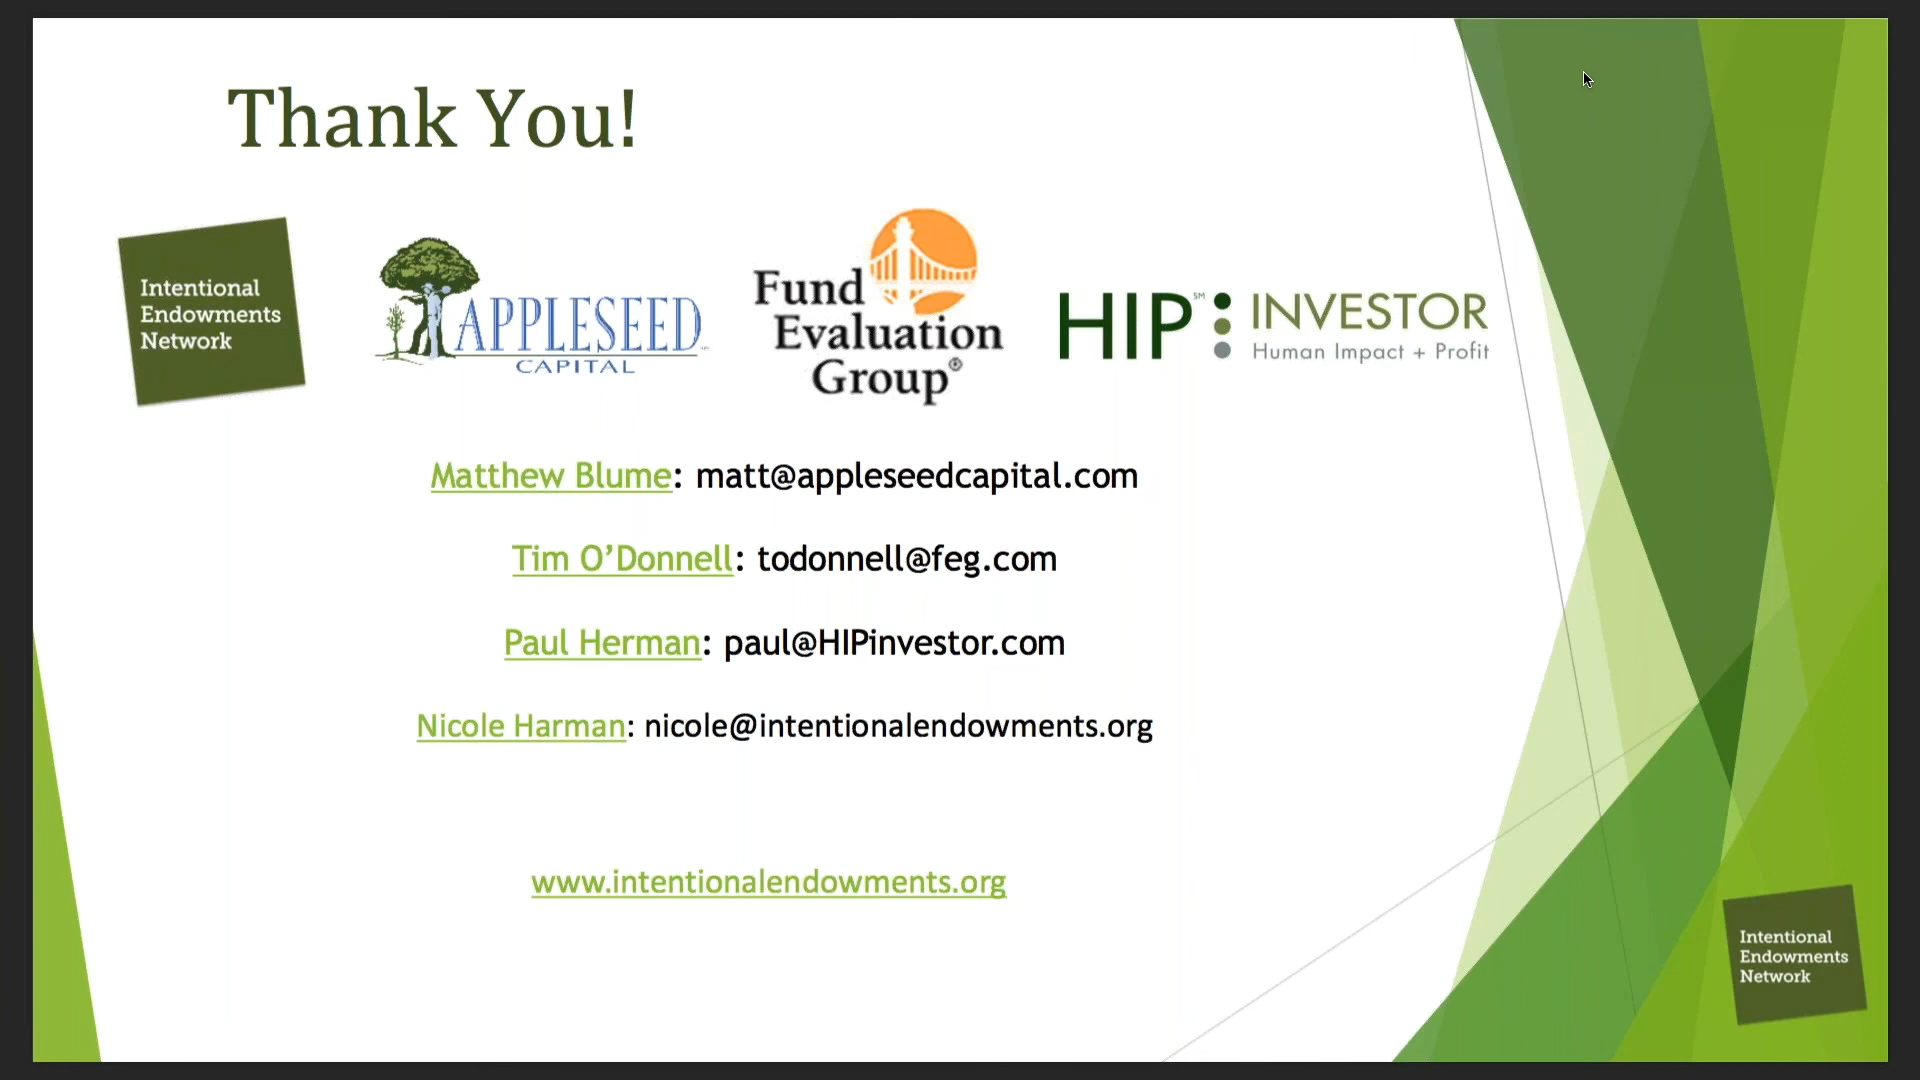 Thank You!
Intentional
Endowments
Network
APPLESEED
CAPITAL
Fund
Evaluation
Group®
HIP℠ INVESTOR
Human Impact + Profit
Matthew Blume: matt@appleseedcapital.com
Tim O’Donnell: todonnell@feg.com
Paul Herman: paul@HIPinvestor.com
Nicole Harman: nicole@intentionalendowments.org
www.intentionalendowments.org
Intentional
Endowments
Network